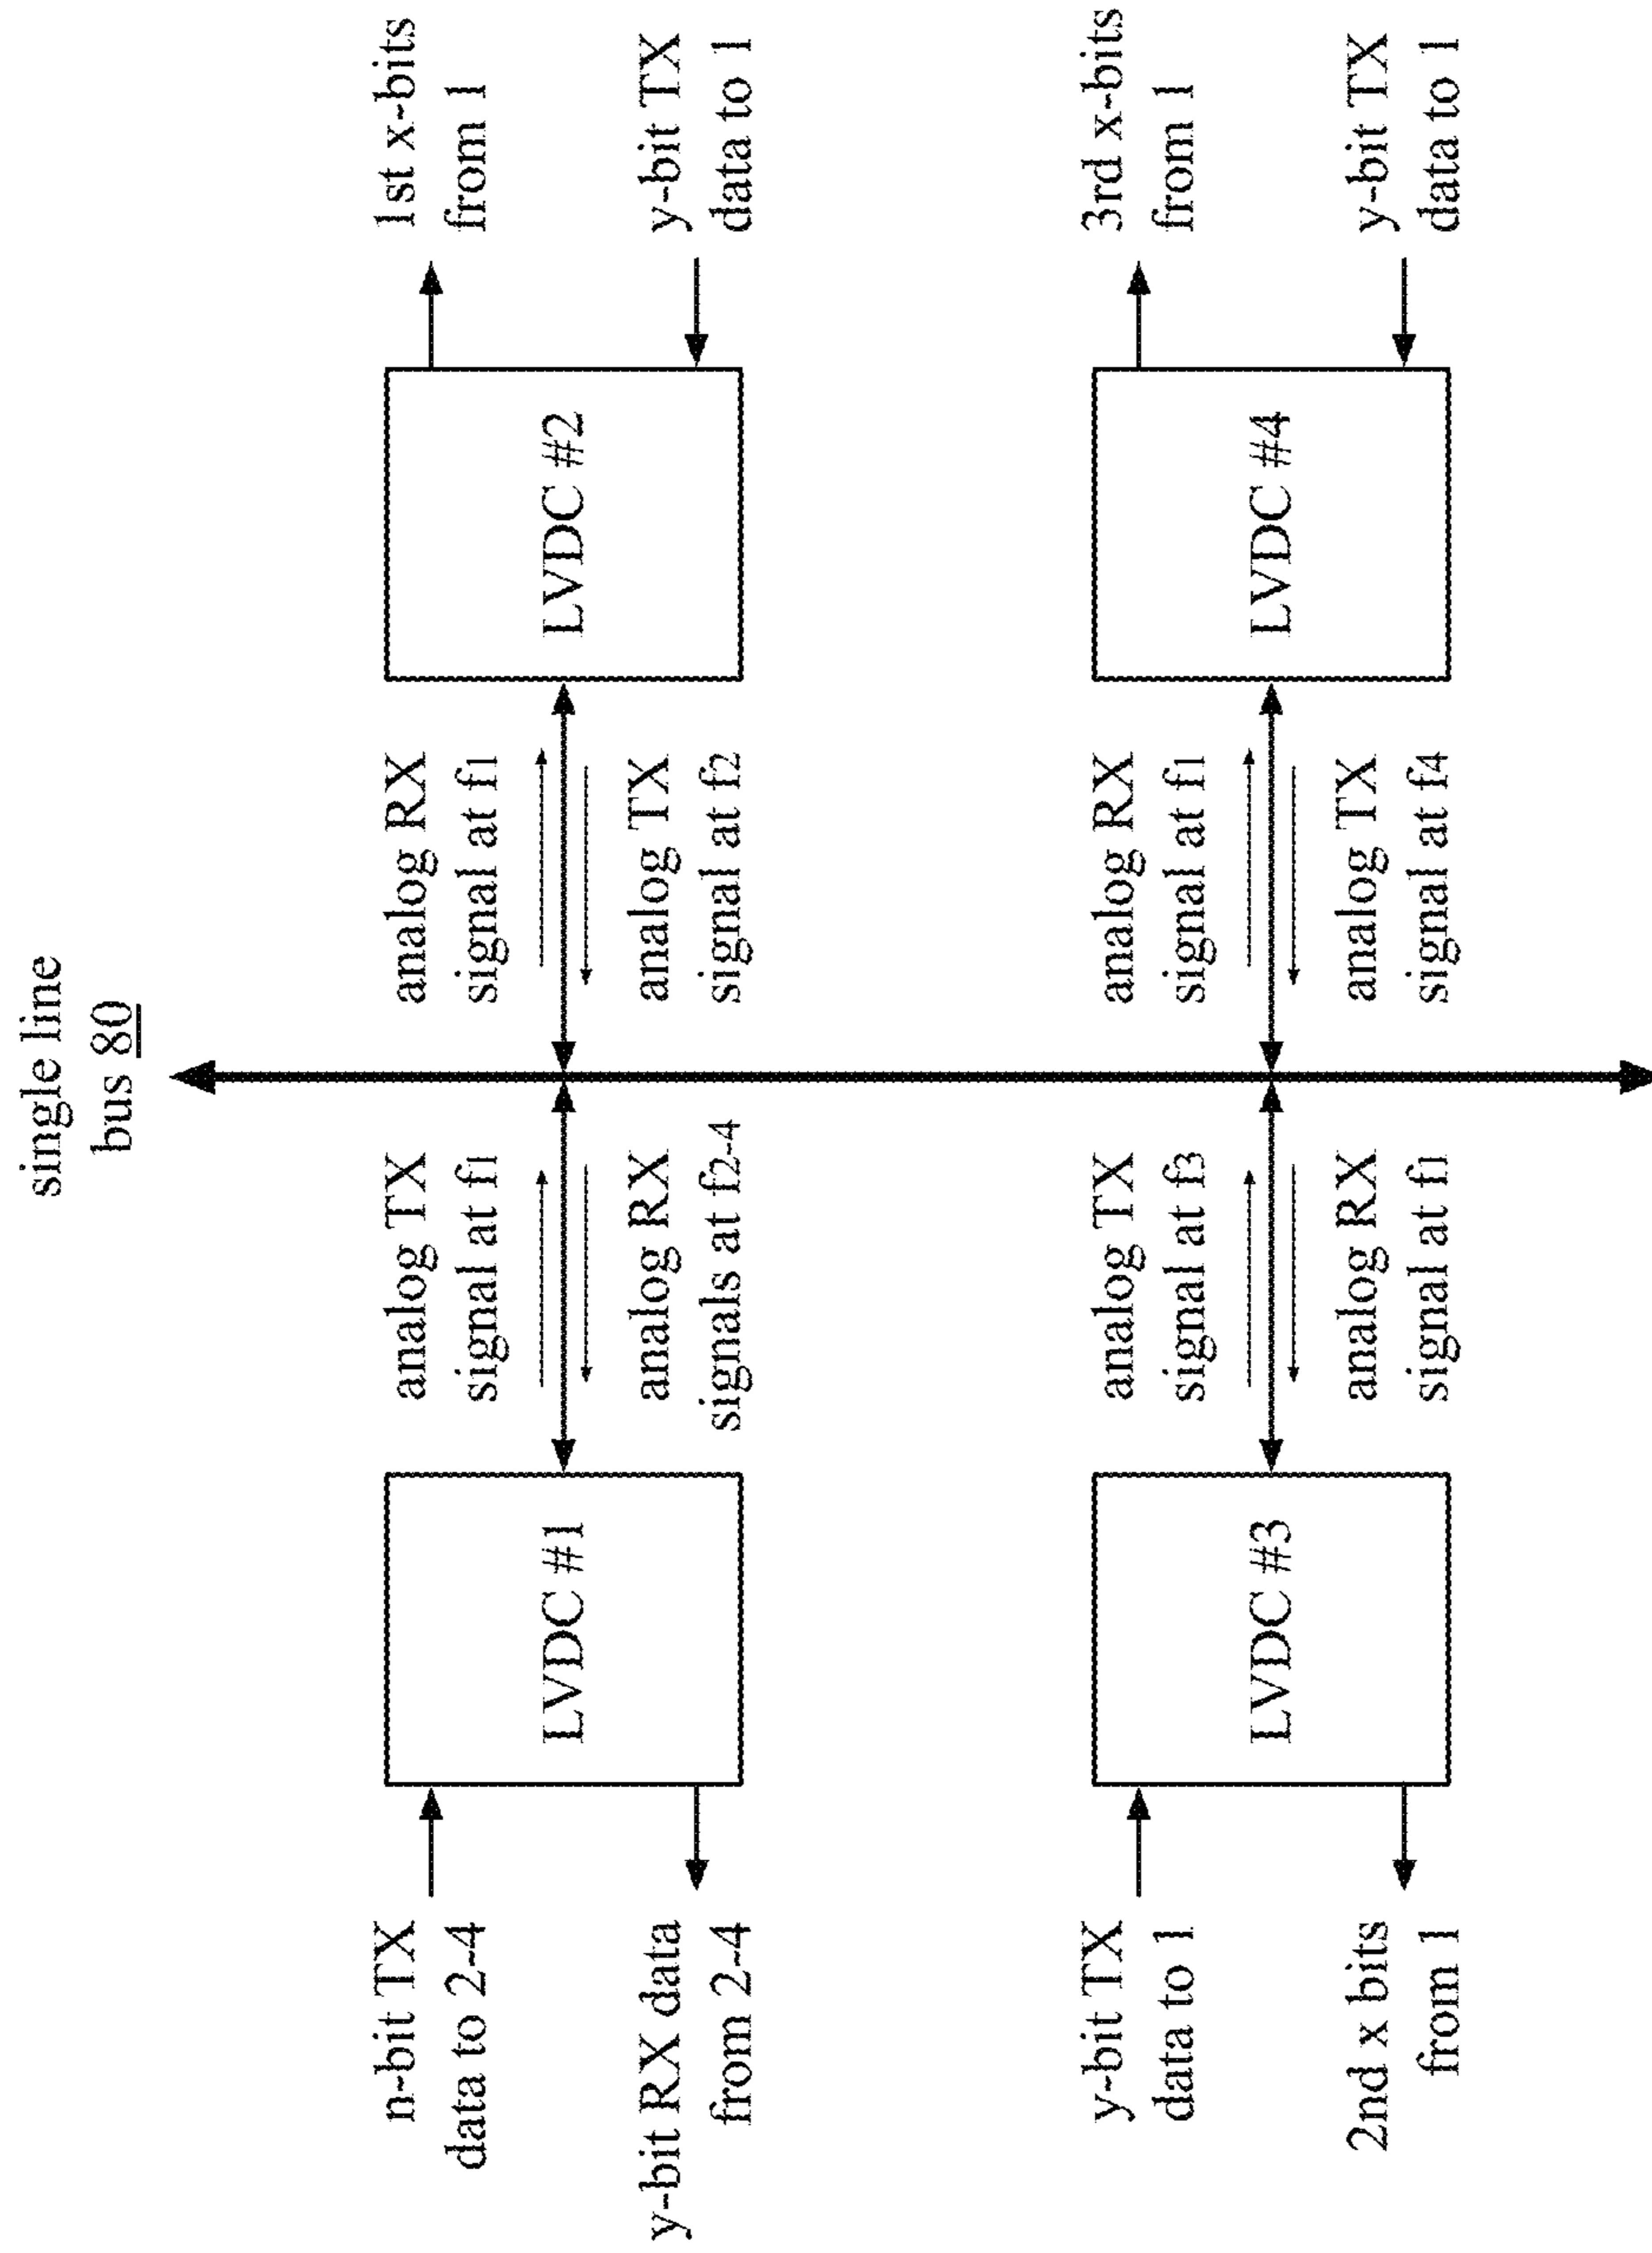 single line
bus 80
n-bit TX
data to 2-4
y-bit RX data
from 2-4
LVDC #1
analog TX
signal at f1
analog RX
signals at f2-4
analog RX
signal at f1
analog TX
signal at f2
LVDC #2
1st x-bits
from 1
y-bit TX
data to 1
y-bit TX
data to 1
2nd x bits
from 1
LVDC #3
analog TX
signal at f3
analog RX
signal at f1
analog RX
signal at f1
analog TX
signal at f4
LVDC #4
3rd x-bits
from 1
y-bit TX
data to 1